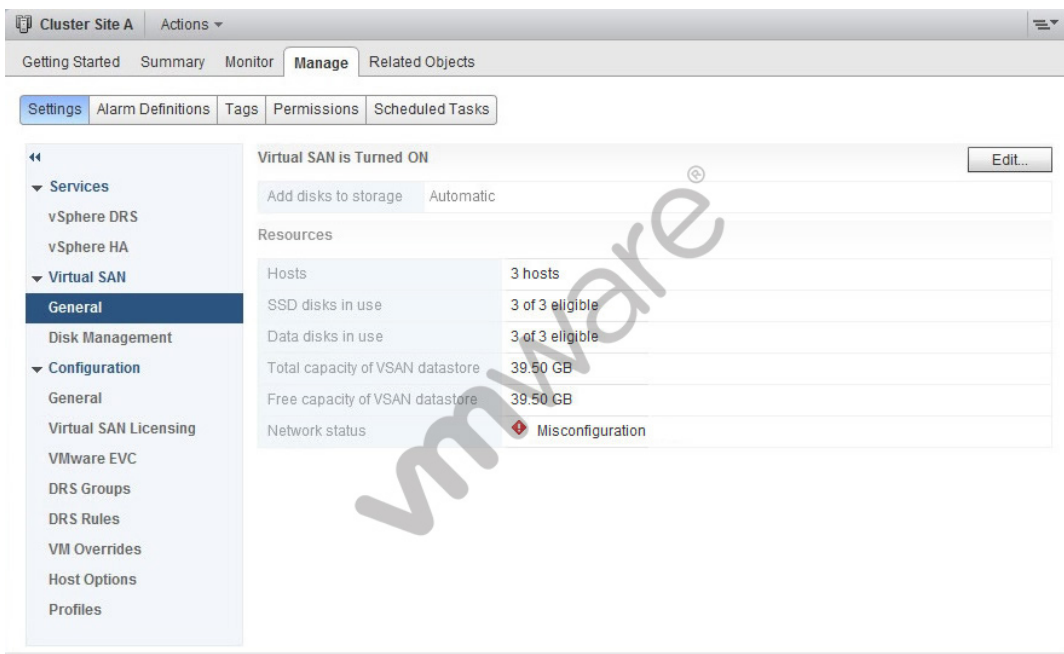 Cluster Site A Actions
Getting Started Summary Monitor Manage Related Objects
Settings Alarm Definitions Tags Permissions Scheduled Tasks
Services
vSphere DRS
vSphere HA
Virtual SAN
General
Disk Management
Configuration
General
Virtual SAN Licensing
VMware EVC
DRS Groups
DRS Rules
VM Overrides
Host Options
Profiles
Virtual SAN is Turned ON Edit...
Add disks to storage Automatic
Resources
Hosts 3 hosts
SSD disks in use 3 of 3 eligible
Data disks in use 3 of 3 eligible
Total capacity of VSAN datastore 39.50 GB
Free capacity of VSAN datastore 39.50 GB
Network status Misconfiguration
vmware®